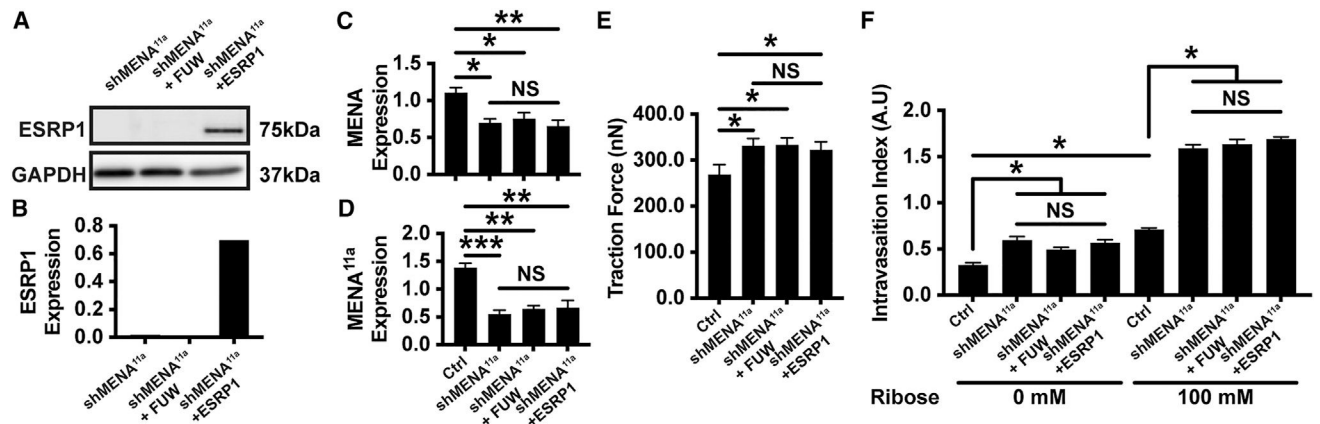 A
shMENA11a
shMENA11a
+ FUW
shMENA11a
+ESRP1
ESRP1
75kDa
GAPDH
37kDa
B
ESRP1
Expression
0.8
0.6
0.4
0.2
0.0
shMENA11a
shMENA11a
+ FUW
shMENA11a
+ESRP1
C
MENA
Expression
1.5
1.0
0.5
0.0
**
*
*
NS
D
MENA11a
Expression
2.0
1.5
1.0
0.5
0.0
**
**
***
NS
Ctrl
shMENA11a
shMENA11a
+ FUW
shMENA11a
+ESRP1
E
Traction Force (nN)
400.0
300.0
200.0
100.0
0.0
*
NS
*
*
Ctrl
shMENA11a
shMENA11a
+ FUW
shMENA11a
+ESRP1
F
Intravasaition Index (A.U)
2.0
1.5
1.0
0.5
0.0
*
NS
*
*
NS
Ctrl
shMENA11a
shMENA11a
+ FUW
shMENA11a
+ESRP1
Ctrl
shMENA11a
shMENA11a
+ FUW
shMENA11a
+ESRP1
Ribose
0 mM
100 mM